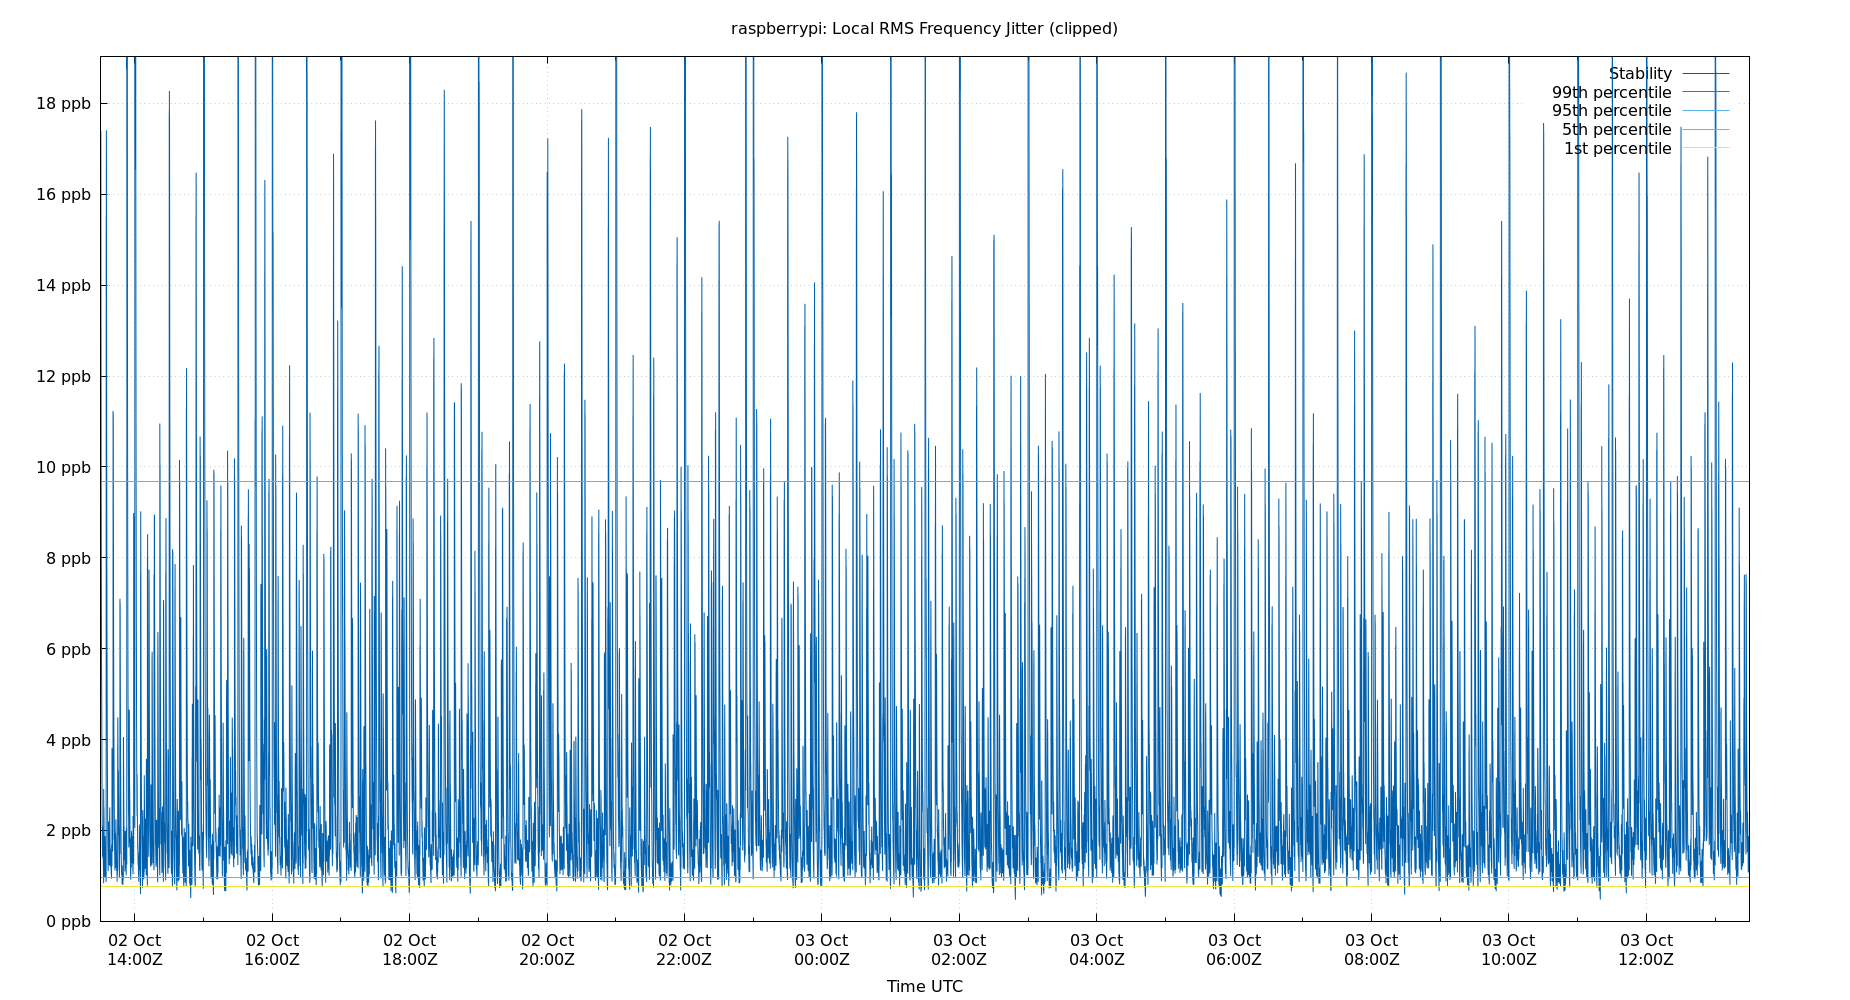 raspberrypi: Local RMS Frequency Jitter (clipped)
Stability
99th percentile
95th percentile
5th percentile
1st percentile
18 ppb
16 ppb
14 ppb
12 ppb
10 ppb
8 ppb
6 ppb
4 ppb
2 ppb
0 ppb
02 Oct 02 Oct 02 Oct 02 Oct 02 Oct 03 Oct 03 Oct 03 Oct 03 Oct 03 Oct 03 Oct 03 Oct
14:00Z 16:00Z 18:00Z 20:00Z 22:00Z 00:00Z 02:00Z 04:00Z 06:00Z 08:00Z 10:00Z 12:00Z
Time UTC